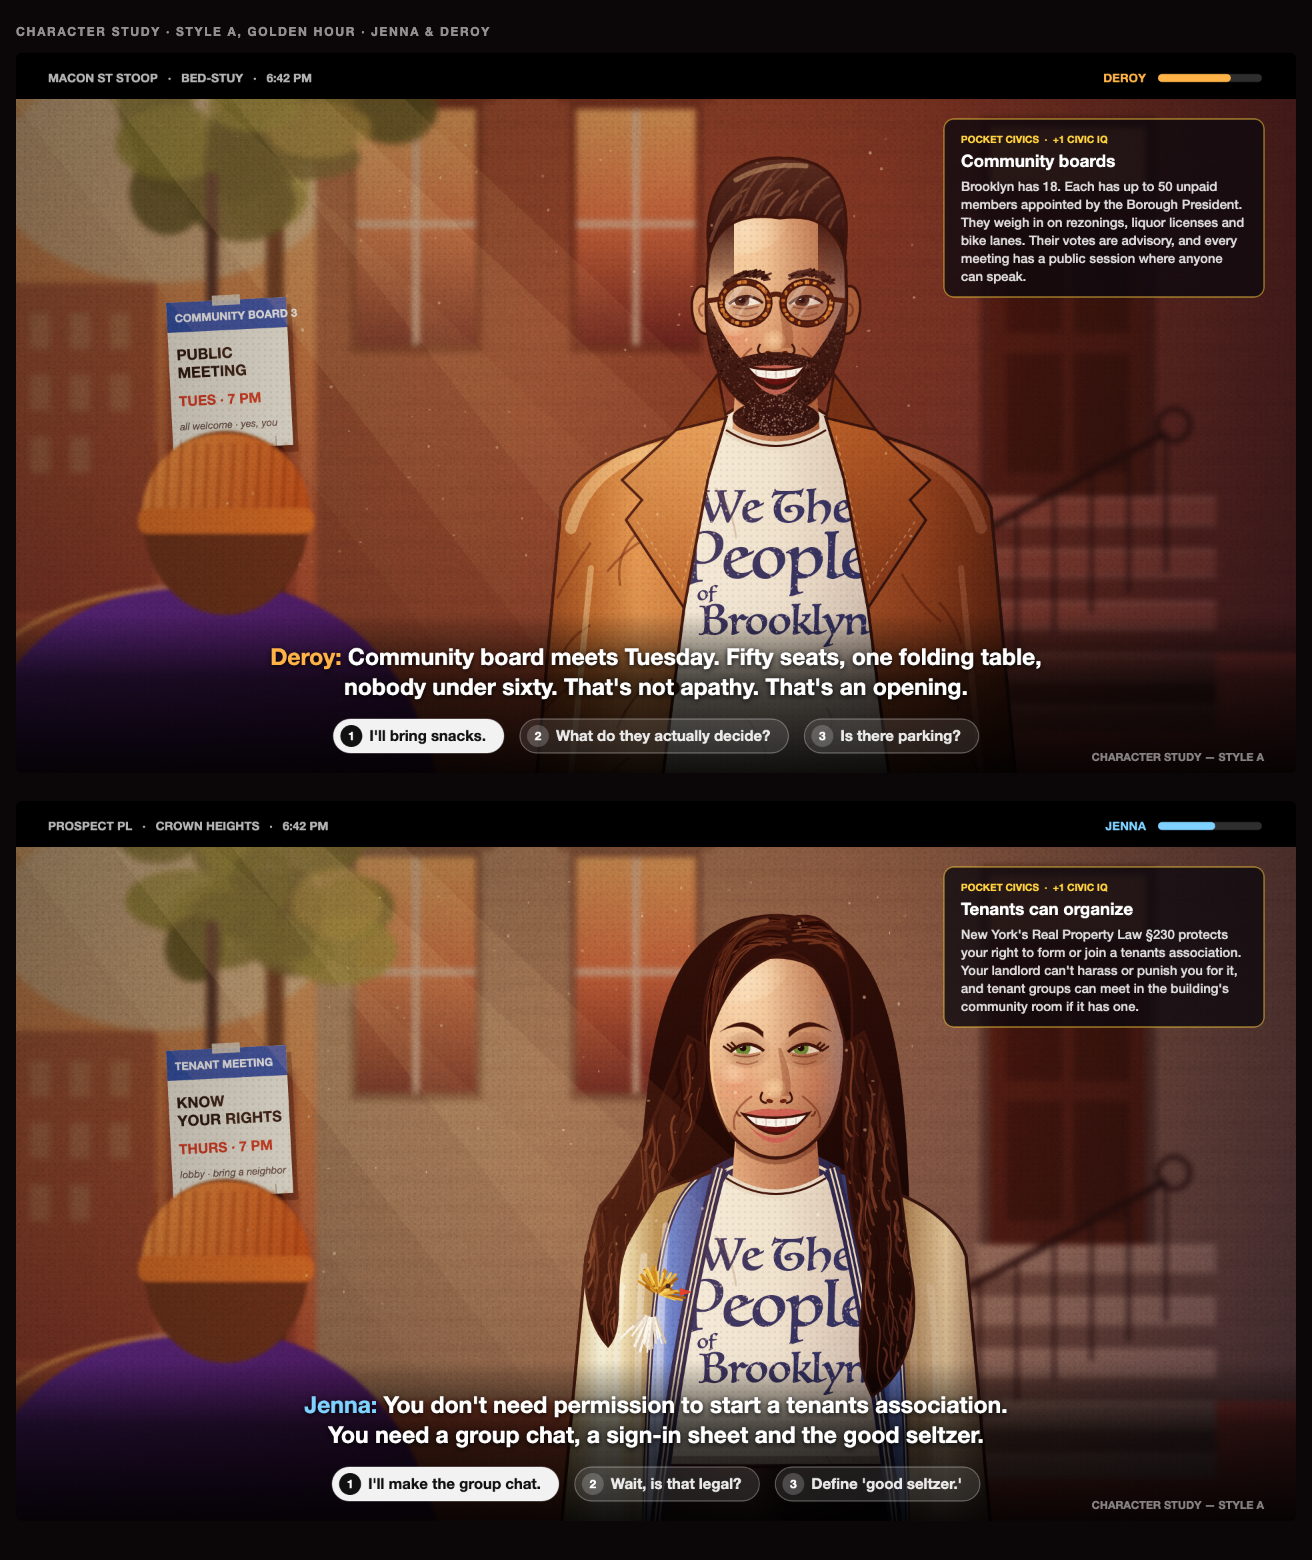 CHARACTER STUDY · STYLE A, GOLDEN HOUR · JENNA & DEROY
MACON ST STOOP · BED-STUY · 6:42 PM
DEROY
POCKET CIVICS · +1 CIVIC IQ
Community boards
Brooklyn has 18. Each has up to 50 unpaid
members appointed by the Borough President.
They weigh in on rezonings, liquor licenses and
bike lanes. Their votes are advisory, and every
meeting has a public session where anyone
can speak.
COMMUNITY BOARD 3
PUBLIC
MEETING
TUES · 7 PM
all welcome · yes, you
We The
People
of
Brooklyn
Deroy: Community board meets Tuesday. Fifty seats, one folding table,
nobody under sixty. That's not apathy. That's an opening.
1 I'll bring snacks.
2 What do they actually decide?
3 Is there parking?
CHARACTER STUDY — STYLE A
PROSPECT PL · CROWN HEIGHTS · 6:42 PM
JENNA
POCKET CIVICS · +1 CIVIC IQ
Tenants can organize
New York's Real Property Law §230 protects
your right to form or join a tenants association.
Your landlord can't harass or punish you for it,
and tenant groups can meet in the building's
community room if it has one.
TENANT MEETING
KNOW
YOUR RIGHTS
THURS · 7 PM
lobby · bring a neighbor
We The
People
of
Brooklyn
Jenna: You don't need permission to start a tenants association.
You need a group chat, a sign-in sheet and the good seltzer.
1 I'll make the group chat.
2 Wait, is that legal?
3 Define 'good seltzer.'
CHARACTER STUDY — STYLE A